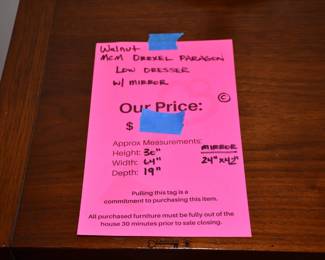 Walnut
MCM DREXEL PARAGON
LOW DRESSER
W/ MIRROR
©
Our Price:
$
Approx Measurements:
Height: 30"
Width: 64"
Depth: 19"
MIRROR
24" x 42"
Pulling this tag is a
commitment to purchasing this item.
All purchased furniture must be fully out of the
house 30 minutes prior to sale closing.